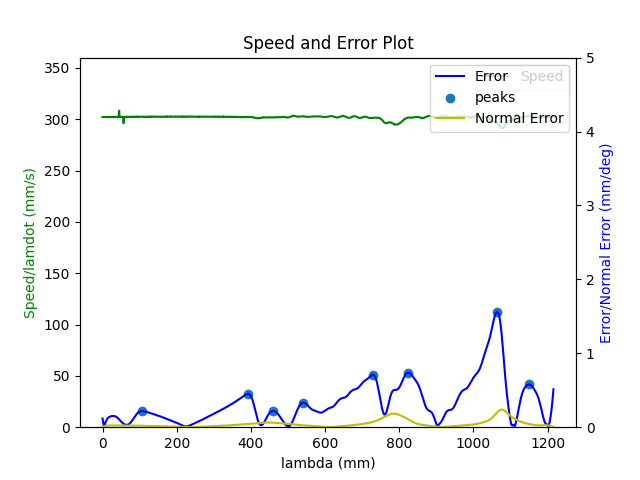 Speed and Error Plot
350
300
250
200
150
100
50
0
Speed/lamdot (mm/s)
5
4
3
2
1
0
Error/Normal Error (mm/deg)
Error
Speed
peaks
Normal Error
0 200 400 600 800 1000 1200
lambda (mm)